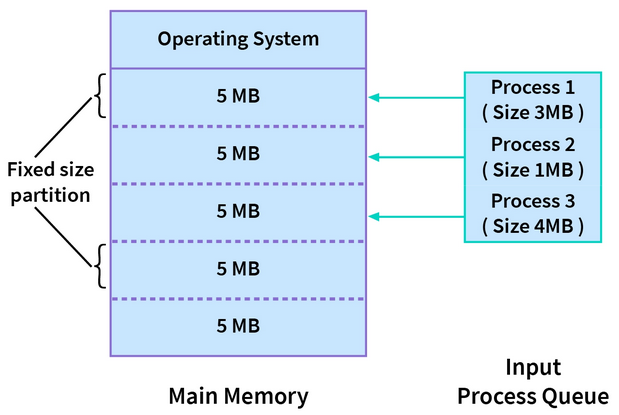 Operating System
5 MB
5 MB
5 MB
5 MB
5 MB
Fixed size
partition
Process 1
( Size 3MB )
Process 2
( Size 1MB )
Process 3
( Size 4MB )
Main Memory
Input
Process Queue